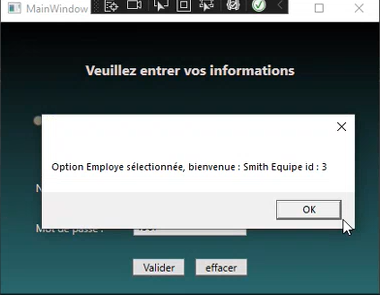 MainWindow
Veuillez entrer vos informations
Option Employe sélectionnée, bienvenue : Smith Equipe id : 3
OK
N
Mot de passe :
Valider
effacer